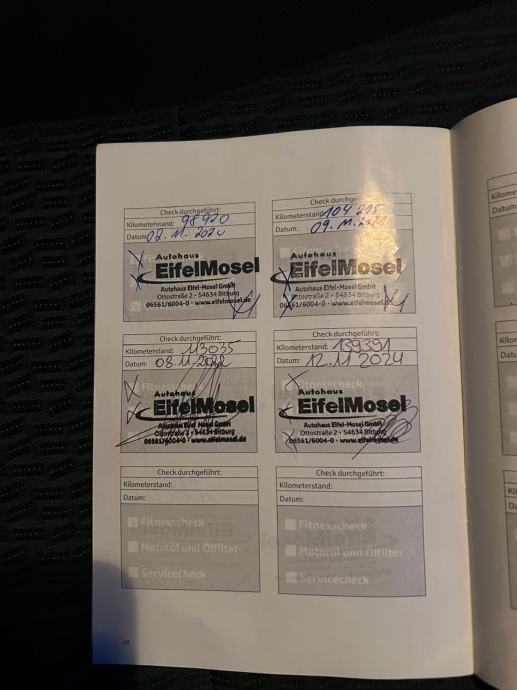 Check durchgeführt:
Kilometerstand: 98920
Datum: 02.11.2020
Autohaus
EifelMosel
Autohaus Eifel-Mosel GmbH
Ottostraße 2 • 54634 Bitburg
06561/6004-0 • www.eifelmosel.de
Check durchgeführt:
Kilometerstand: 104
Datum: 09.11.
Fitnesscheck
Autohaus
EifelMosel
Autohaus Eifel-Mosel GmbH
Ottostraße 2 • 54634 Bitburg
06561/6004-0 • www.eifelmosel.de
Check durchgeführt:
Kilometerstand: 113035
Datum: 08.11.2022
Fitnesscheck
Autohaus
EifelMosel
Autohaus Eifel-Mosel GmbH
Ottostraße 2 • 54634 Bitburg
06561/6004-0 • www.eifelmosel.de
Check durchgeführt:
Kilometerstand: 139391
Datum: 12.11.2024
Fitnesscheck
Autohaus
EifelMosel
Autohaus Eifel-Mosel GmbH
Ottostraße 2 • 54634 Bitburg
06561/6004-0 • www.eifelmosel.de
Check durchgeführt:
Kilometerstand:
Datum:
Fitnesscheck
Motoröl und Ölfilter
Servicecheck
Check durchgeführt:
Kilometerstand:
Datum:
Fitnesscheck
Motoröl und Ölfilter
Servicecheck